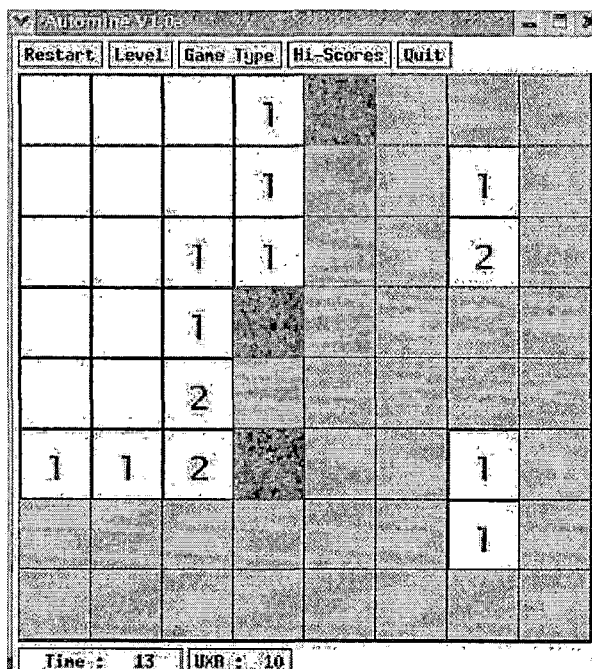 Automine V1.0a
Restart Level Game Type Hi-Scores Quit
1
1 1
1 1 2
1
2
1 1 2 1
1
Time : 13 UXB : 10